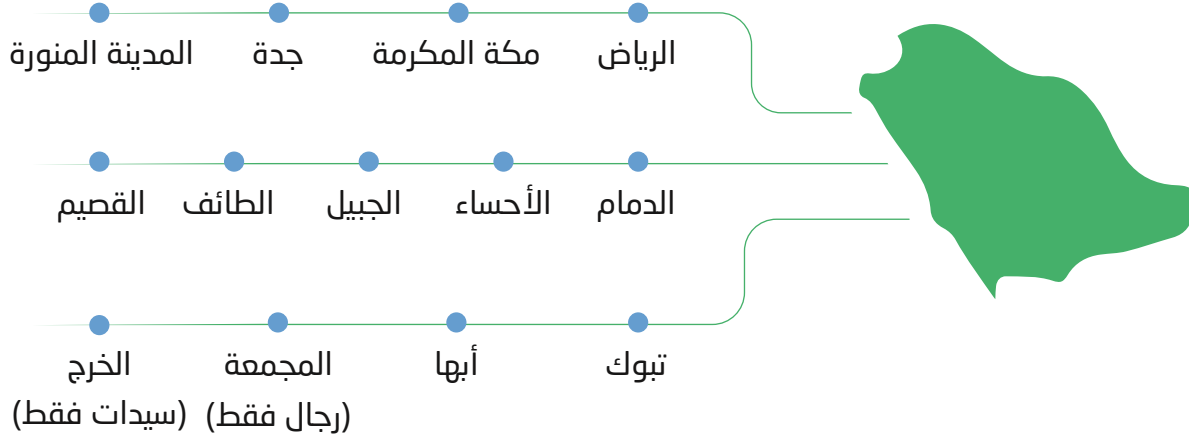 الرياض مكة المكرمة جدة المدينة المنورة
الدمام الأحساء الجبيل الطائف القصيم
تبوك أبها المجمعة الخرج
(رجال فقط) (سيدات فقط)